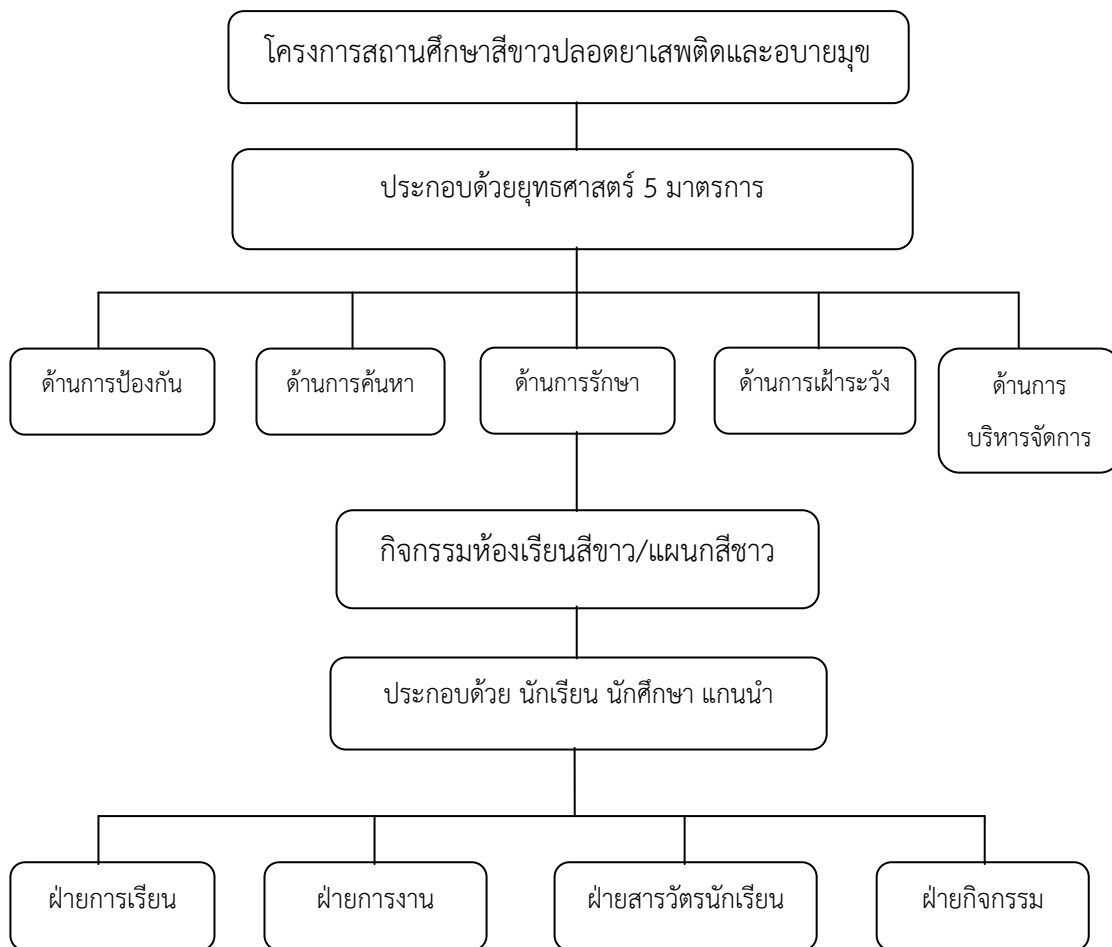 โครงการสถานศึกษาสีขาวปลอดยาเสพติดและอบายมุข
ประกอบด้วยยุทธศาสตร์ 5 มาตรการ
ด้านการป้องกัน
ด้านการค้นหา
ด้านการรักษา
ด้านการเฝ้าระวัง
ด้านการ
บริหารจัดการ
กิจกรรมห้องเรียนสีขาว/แผนกสีชาว
ประกอบด้วย นักเรียน นักศึกษา แกนนำ
ฝ่ายการเรียน
ฝ่ายการงาน
ฝ่ายสารวัตรนักเรียน
ฝ่ายกิจกรรม